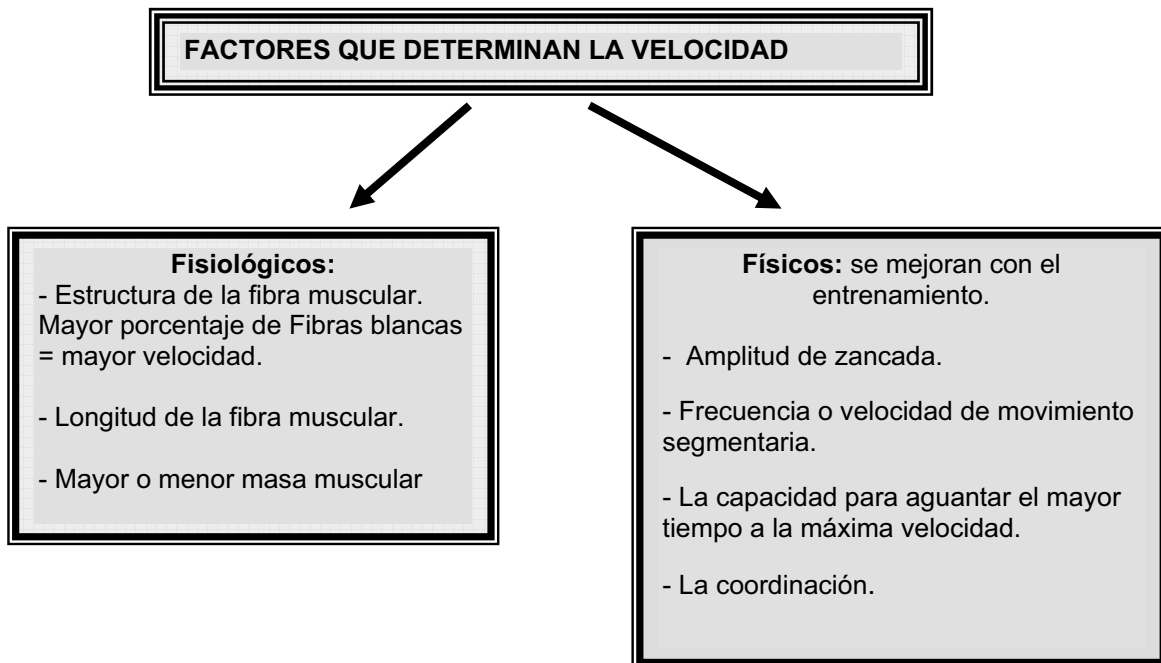 FACTORES QUE DETERMINAN LA VELOCIDAD
Fisiológicos:
- Estructura de la fibra muscular.
Mayor porcentaje de Fibras blancas
= mayor velocidad.
- Longitud de la fibra muscular.
- Mayor o menor masa muscular
Físicos: se mejoran con el
entrenamiento.
- Amplitud de zancada.
- Frecuencia o velocidad de movimiento
segmentaria.
- La capacidad para aguantar el mayor
tiempo a la máxima velocidad.
- La coordinación.